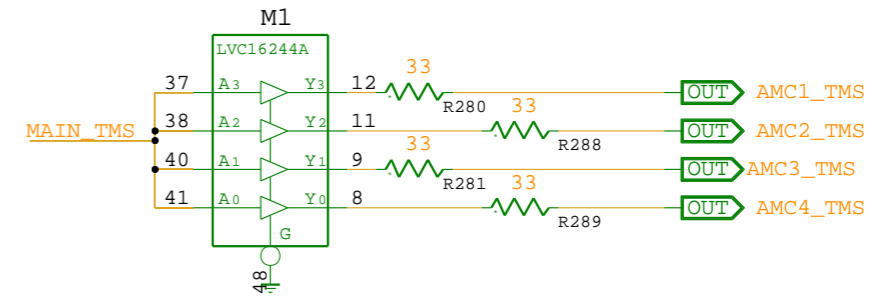 M1
LVC16244A
37 A3 Y3 12 33 R280 OUT AMC1_TMS
MAIN_TMS 38 A2 Y2 11 33 R288 OUT AMC2_TMS
40 A1 Y1 9 33 R281 OUT AMC3_TMS
41 A0 Y0 8 33 R289 OUT AMC4_TMS
G
48